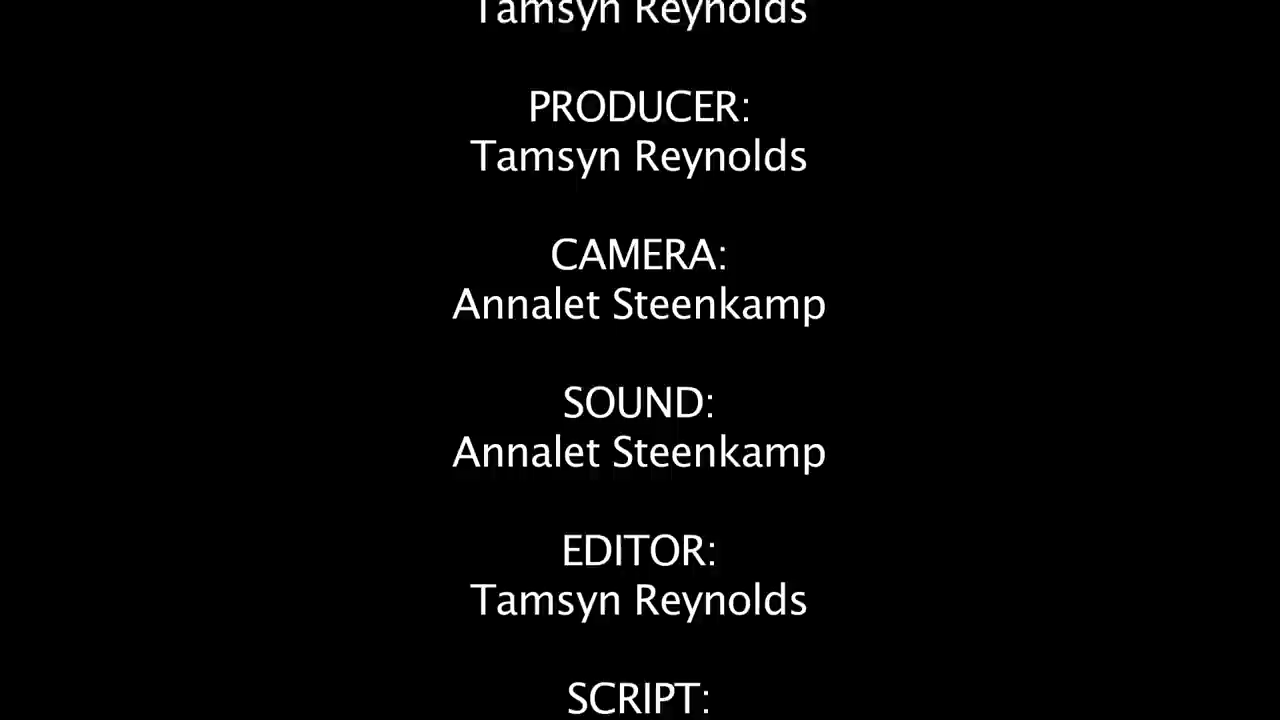 Tamsyn Reynolds
PRODUCER:
Tamsyn Reynolds
CAMERA:
Annalet Steenkamp
SOUND:
Annalet Steenkamp
EDITOR:
Tamsyn Reynolds
SCRIPT: